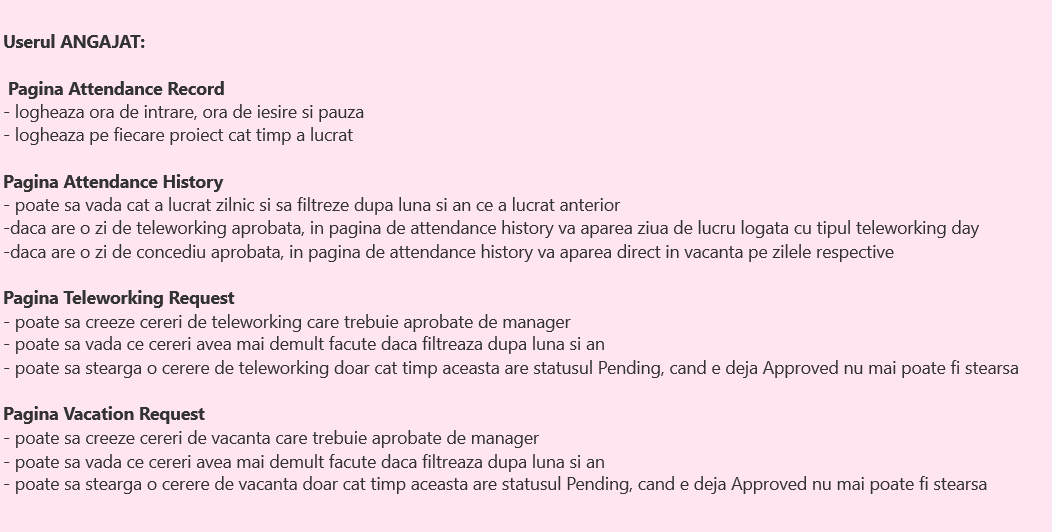 Userul ANGAJAT:
Pagina Attendance Record
- logheaza ora de intrare, ora de iesire si pauza
- logheaza pe fiecare proiect cat timp a lucrat
Pagina Attendance History
- poate sa vada cat a lucrat zilnic si sa filtreze dupa luna si an ce a lucrat anterior
-daca are o zi de teleworking aprobata, in pagina de attendance history va aparea ziua de lucru logata cu tipul teleworking day
-daca are o zi de concediu aprobata, in pagina de attendance history va aparea direct in vacanta pe zilele respective
Pagina Teleworking Request
- poate sa creeze cereri de teleworking care trebuie aprobate de manager
- poate sa vada ce cereri avea mai demult facute daca filtreaza dupa luna si an
- poate sa stearga o cerere de teleworking doar cat timp aceasta are statusul Pending, cand e deja Approved nu mai poate fi stearsa
Pagina Vacation Request
- poate sa creeze cereri de vacanta care trebuie aprobate de manager
- poate sa vada ce cereri avea mai demult facute daca filtreaza dupa luna si an
- poate sa stearga o cerere de vacanta doar cat timp aceasta are statusul Pending, cand e deja Approved nu mai poate fi stearsa